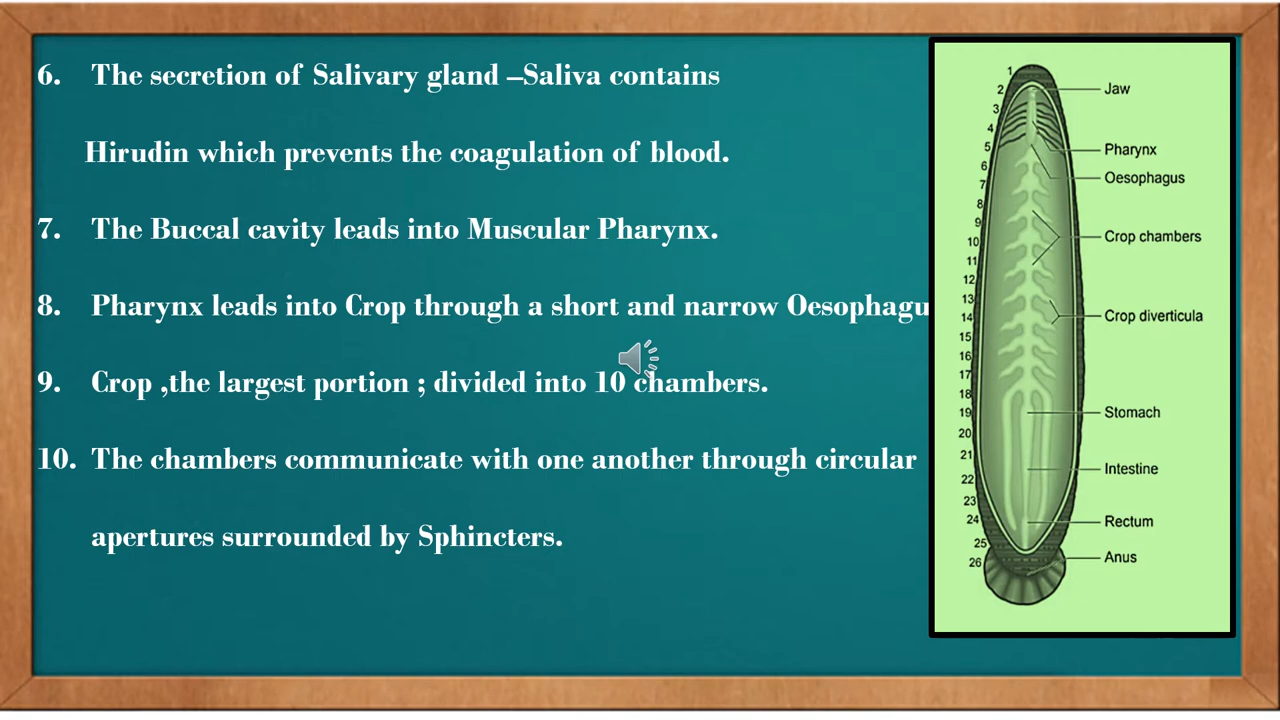 6. The secretion of Salivary gland –Saliva contains
Hirudin which prevents the coagulation of blood.
7. The Buccal cavity leads into Muscular Pharynx.
8. Pharynx leads into Crop through a short and narrow Oesophagu
9. Crop ,the largest portion ; divided into 10 chambers.
10. The chambers communicate with one another through circular
apertures surrounded by Sphincters.
1
2
3
4
5
6
7
8
9
10
11
12
13
14
15
16
17
18
19
20
21
22
23
24
25
26
Jaw
Pharynx
Oesophagus
Crop chambers
Crop diverticula
Stomach
Intestine
Rectum
Anus